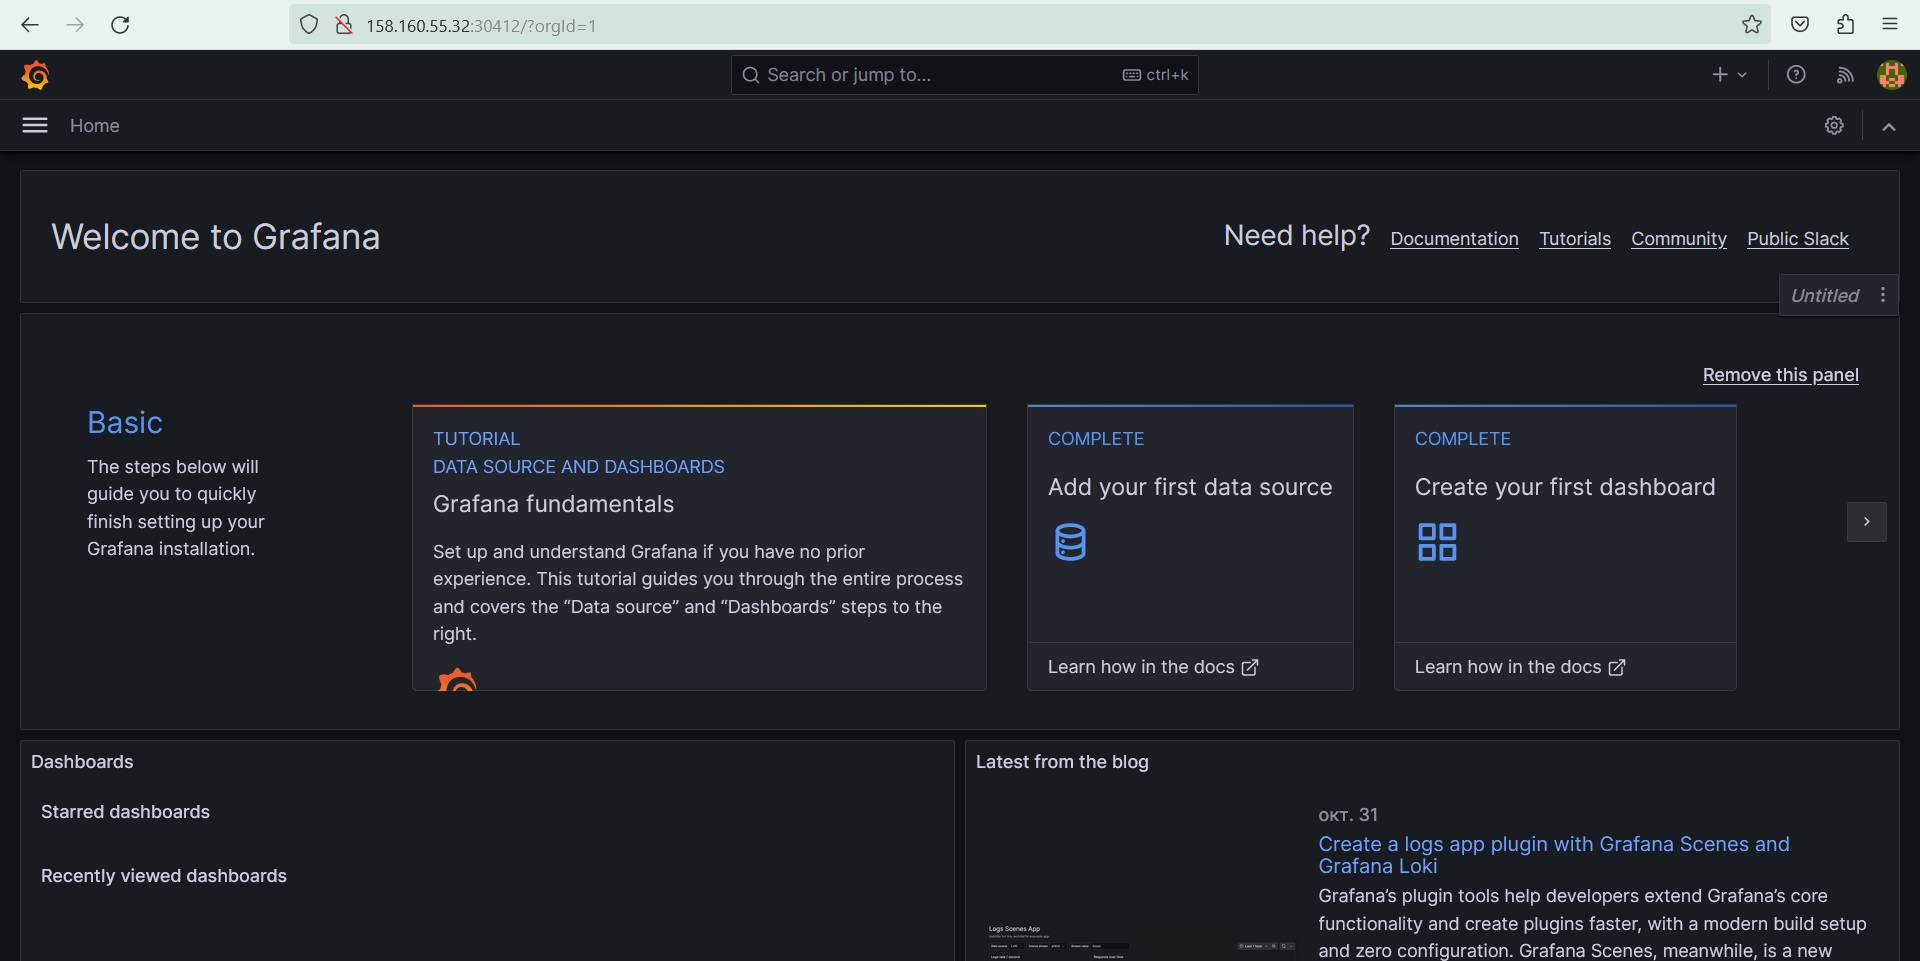 158.160.55.32:30412/?orgId=1
Search or jump to...
ctrl+k
Home
Welcome to Grafana
Need help?
Documentation
Tutorials
Community
Public Slack
Untitled
Remove this panel
Basic
The steps below will
guide you to quickly
finish setting up your
Grafana installation.
TUTORIAL
DATA SOURCE AND DASHBOARDS
Grafana fundamentals
Set up and understand Grafana if you have no prior
experience. This tutorial guides you through the entire process
and covers the “Data source” and “Dashboards” steps to the
right.
COMPLETE
Add your first data source
Learn how in the docs
COMPLETE
Create your first dashboard
Learn how in the docs
Dashboards
Starred dashboards
Recently viewed dashboards
Latest from the blog
окт. 31
Create a logs app plugin with Grafana Scenes and
Grafana Loki
Grafana’s plugin tools help developers extend Grafana’s core
functionality and create plugins faster, with a modern build setup
and zero configuration. Grafana Scenes, meanwhile, is a new
Logs Scenes App